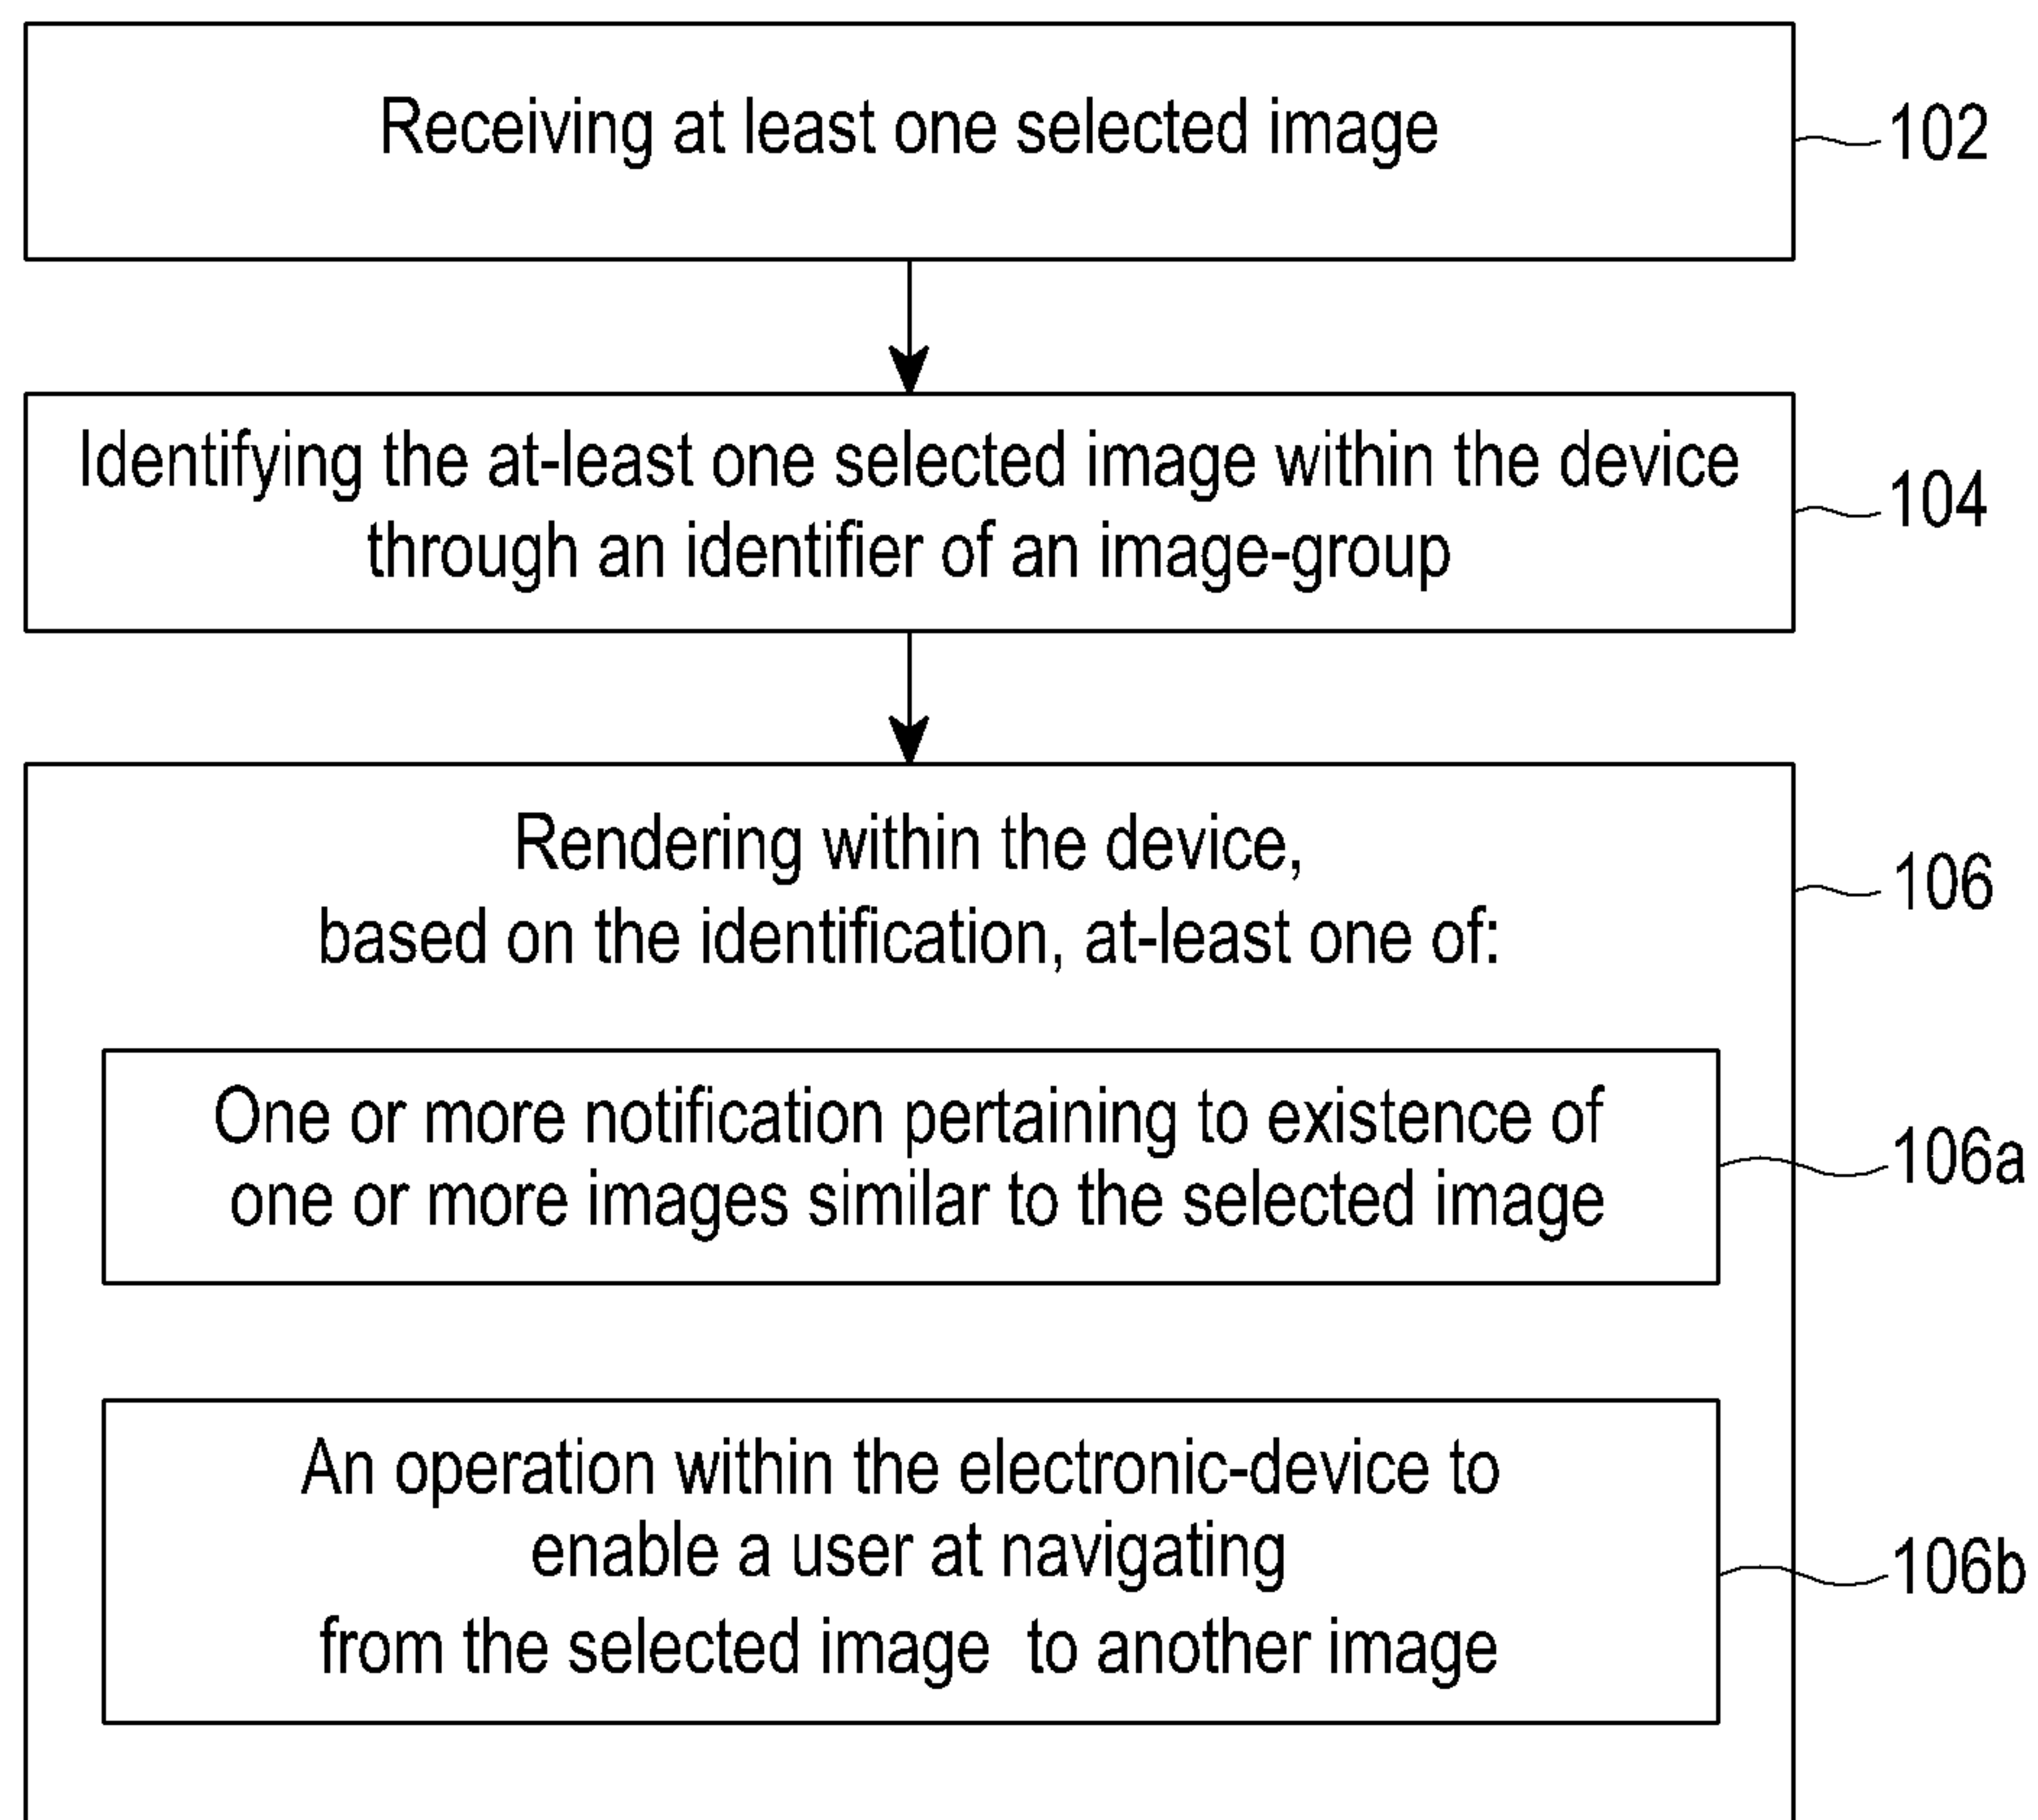 Receiving at least one selected image
102
Identifying the at-least one selected image within the device
through an identifier of an image-group
104
Rendering within the device,
based on the identification, at-least one of:
106
One or more notification pertaining to existence of
one or more images similar to the selected image
106a
An operation within the electronic-device to
enable a user at navigating
from the selected image to another image
106b